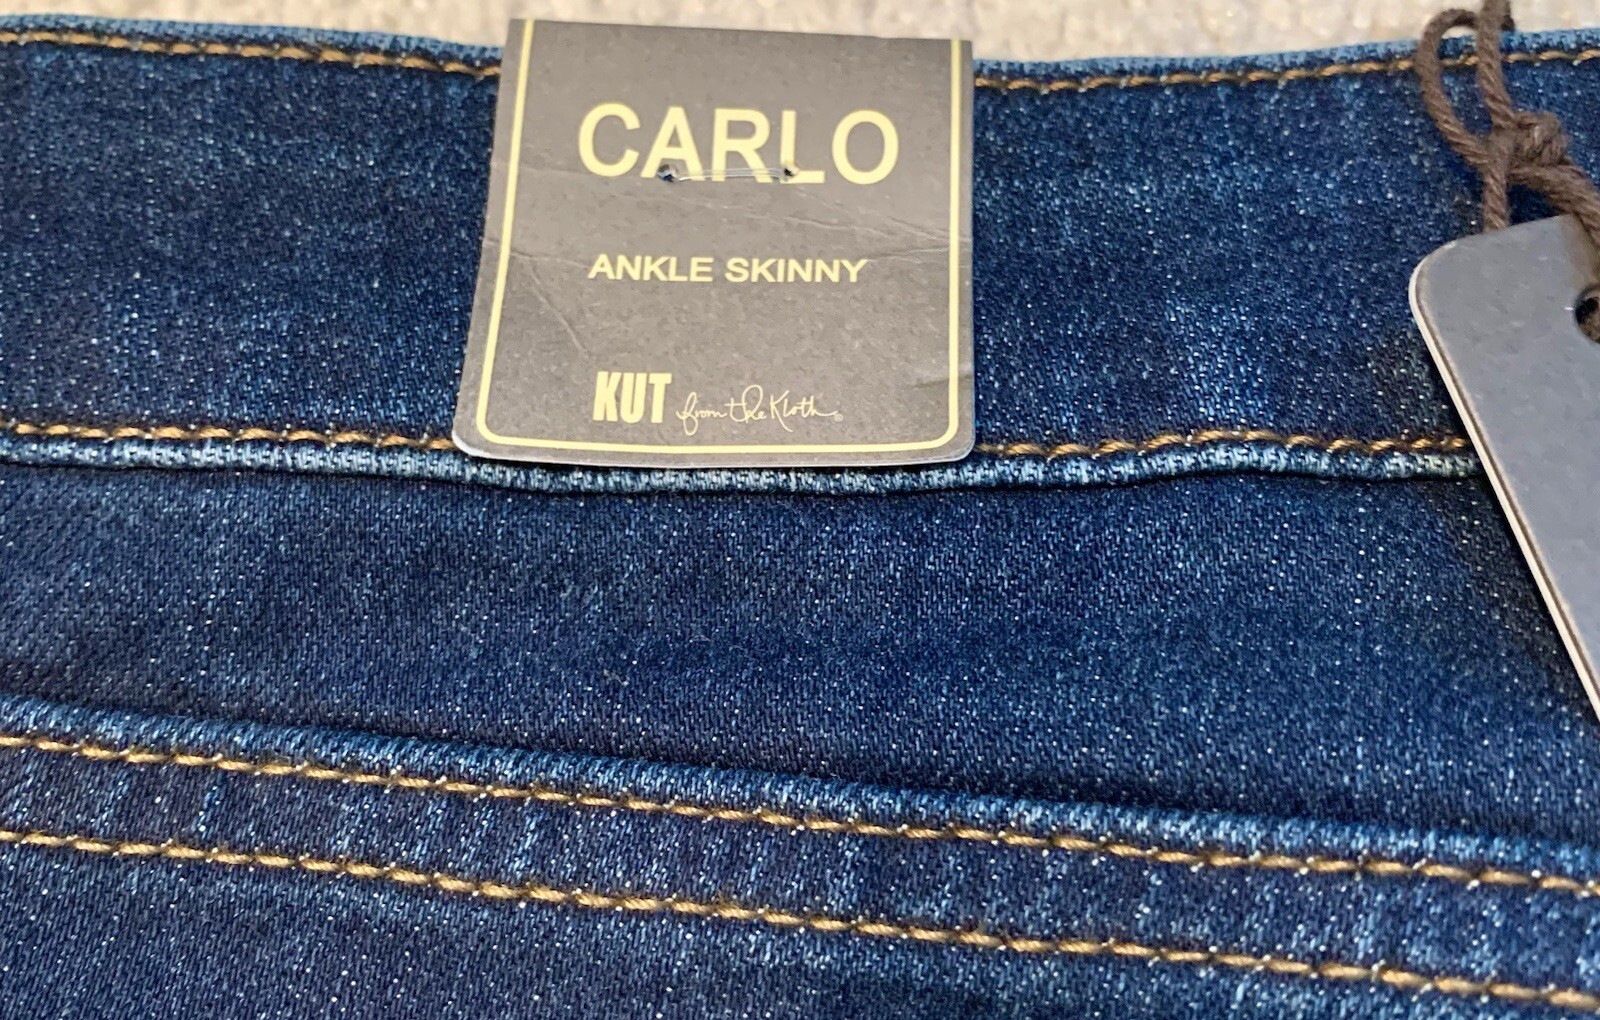 CARLO
ANKLE SKINNY
KUT from the Kloth®